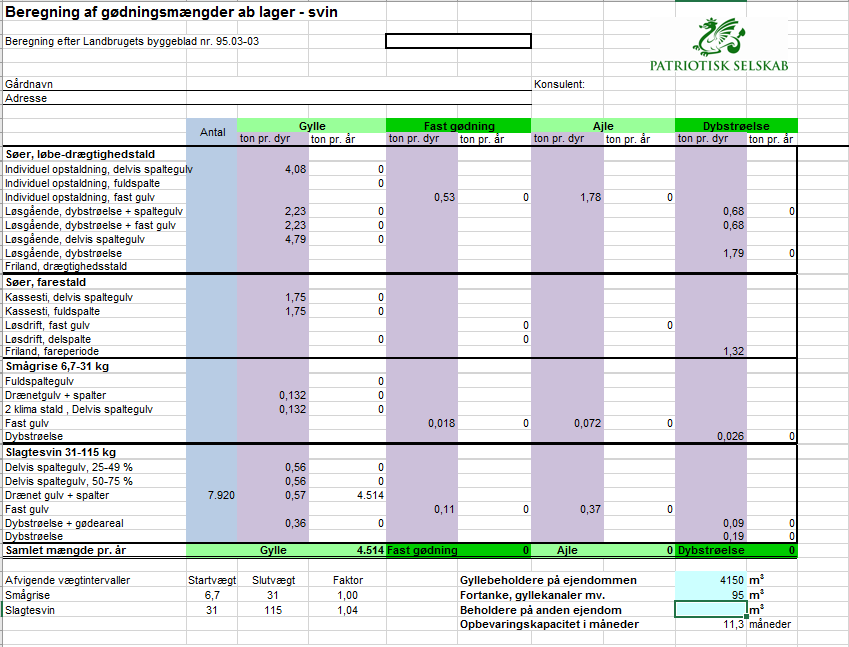 Beregning af gødningsmængder ab lager - svin
Beregning efter Landbrugets byggeblad nr. 95.03-03
PATRIOTISK SELSKAB
Gårdnavn Konsulent:
Adresse
Antal Gylle Fast gødning Ajle Dybstrøelse
ton pr. dyr ton pr. år ton pr. dyr ton pr. år ton pr. dyr ton pr. år ton pr. dyr ton pr. år
Søer, løbe-drægtighedstald
Individuel opstaldning, delvis spaltegulv 4,08 0
Individuel opstaldning, fuldspalte 0
Individuel opstaldning, fast gulv 0,53 0 1,78 0
Løsgående, dybstrøelse + spaltegulv 2,23 0 0,68 0
Løsgående, dybstrøelse + fast gulv 2,23 0 0,68
Løsgående, delvis spaltegulv 4,79 0
Løsgående, dybstrøelse 1,79 0
Friland, drægtighedsstald
Søer, farestald
Kassesti, delvis spaltegulv 1,75 0
Kassesti, fuldspalte 1,75 0
Løsdrift, fast gulv 0 0
Løsdrift, delspalte 0 0
Friland, fareperiode 1,32
Smågrise 6,7-31 kg
Fuldspaltegulv 0
Drænetgulv + spalter 0,132 0
2 klima stald , Delvis spaltegulv 0,132 0
Fast gulv 0,018 0 0,072 0
Dybstrøelse 0,026 0
Slagtesvin 31-115 kg
Delvis spaltegulv, 25-49 % 0,56 0
Delvis spaltegulv, 50-75 % 0,56 0
Drænet gulv + spalter 7.920 0,57 4.514
Fast gulv 0,11 0 0,37 0
Dybstrøelse + gødeareal 0,36 0 0,09 0
Dybstrøelse 0,19 0
Samlet mængde pr. år Gylle 4.514 Fast gødning 0 Ajle 0 Dybstrøelse 0
Afvigende vægtintervaller Startvægt Slutvægt Faktor Gyllebeholdere på ejendommen 4150 m³
Smågrise 6,7 31 1,00 Fortanke, gyllekanaler mv. 95 m³
Slagtesvin 31 115 1,04 Beholdere på anden ejendom m³
Opbevaringskapacitet i måneder 11,3 måneder